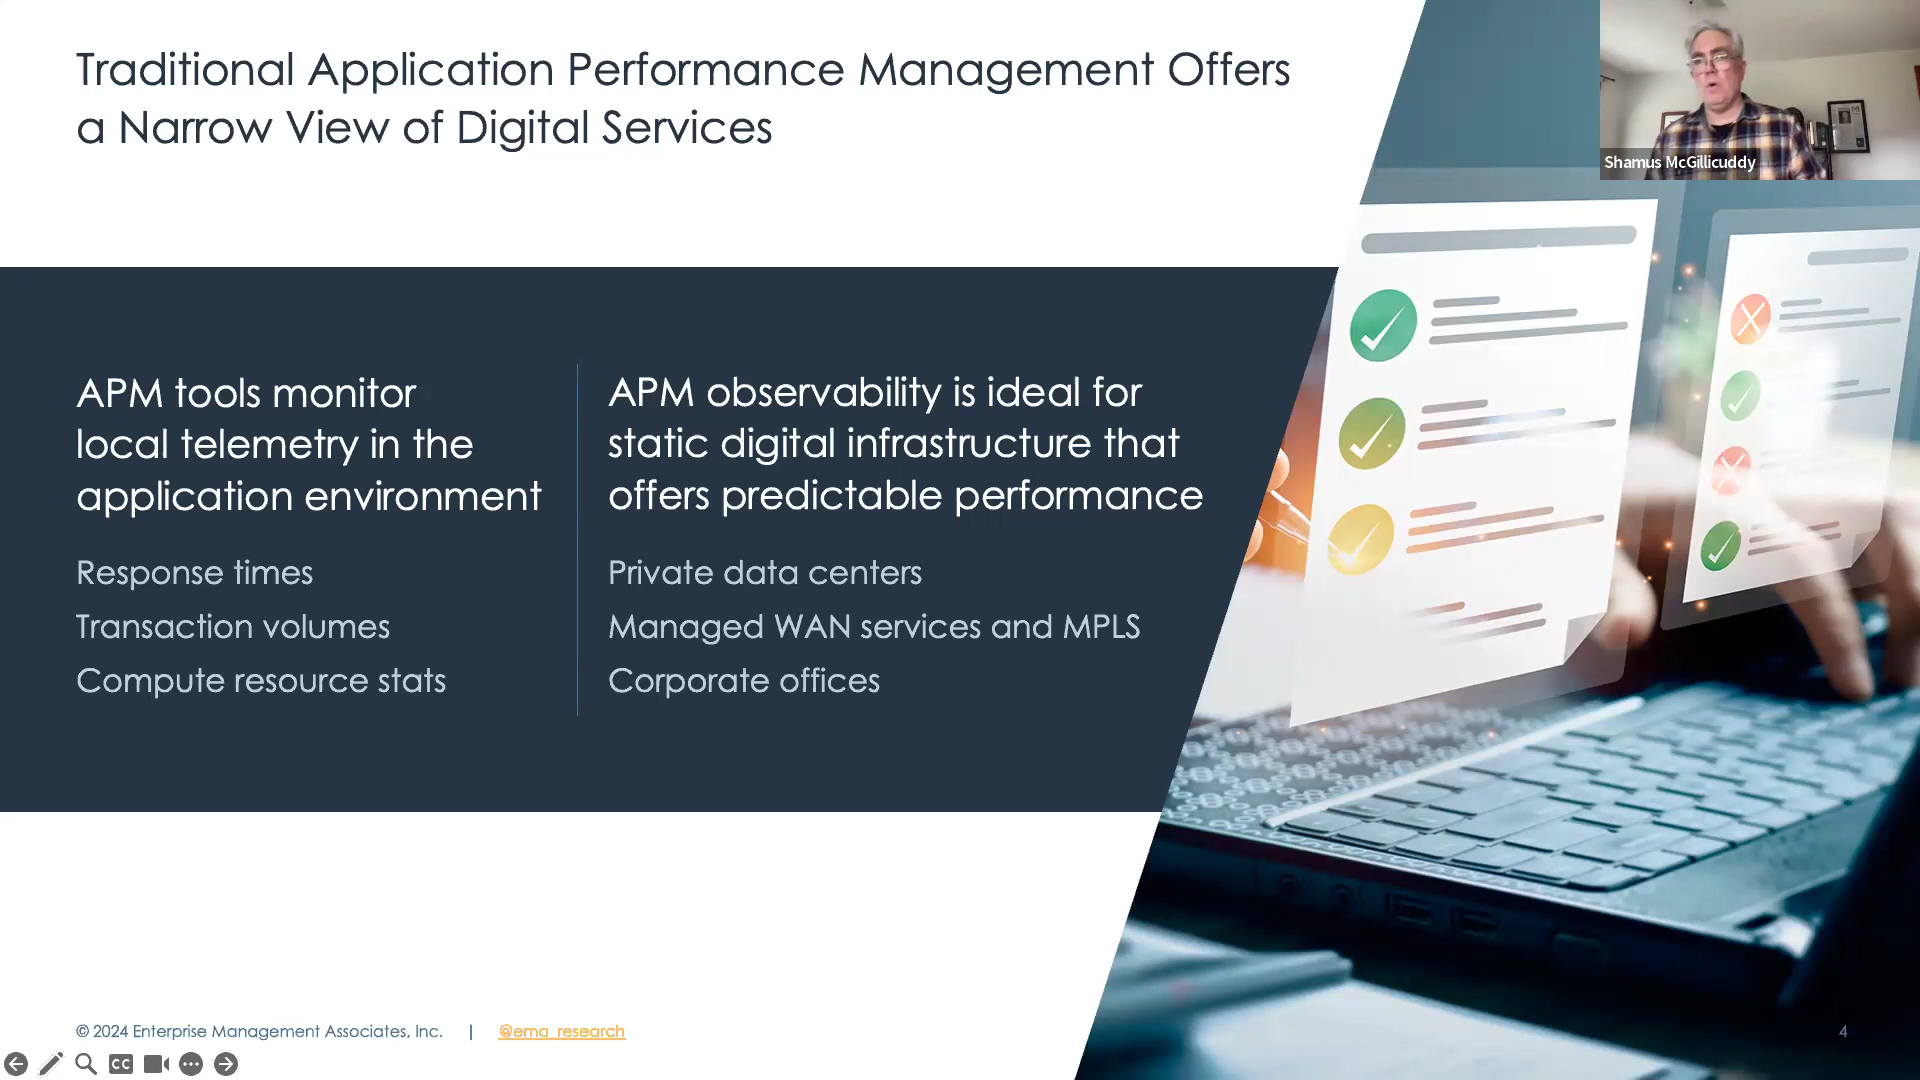 Traditional Application Performance Management Offers
a Narrow View of Digital Services
Shamus McGillicuddy
APM tools monitor
local telemetry in the
application environment
Response times
Transaction volumes
Compute resource stats
APM observability is ideal for
static digital infrastructure that
offers predictable performance
Private data centers
Managed WAN services and MPLS
Corporate offices
© 2024 Enterprise Management Associates, Inc. | @ema_research
4
CC